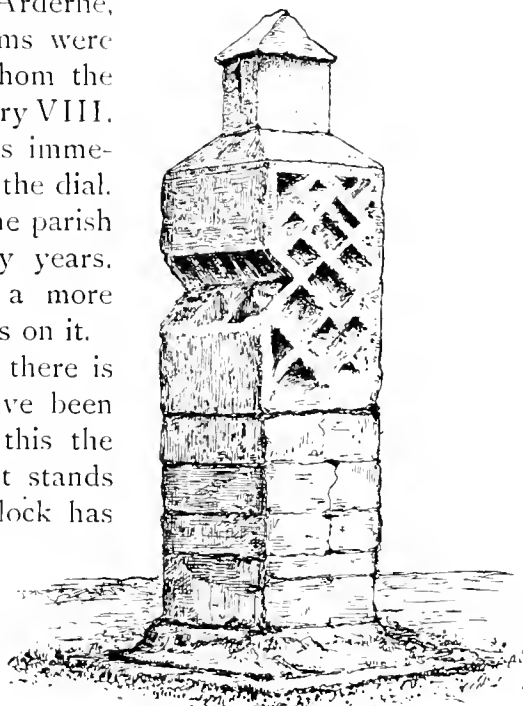 Arderne,
ms were
hom the
ry VIII.
s imme-
the dial.
ne parish
y years.
a more
s on it.
there is
ve been
this the
t stands
lock has